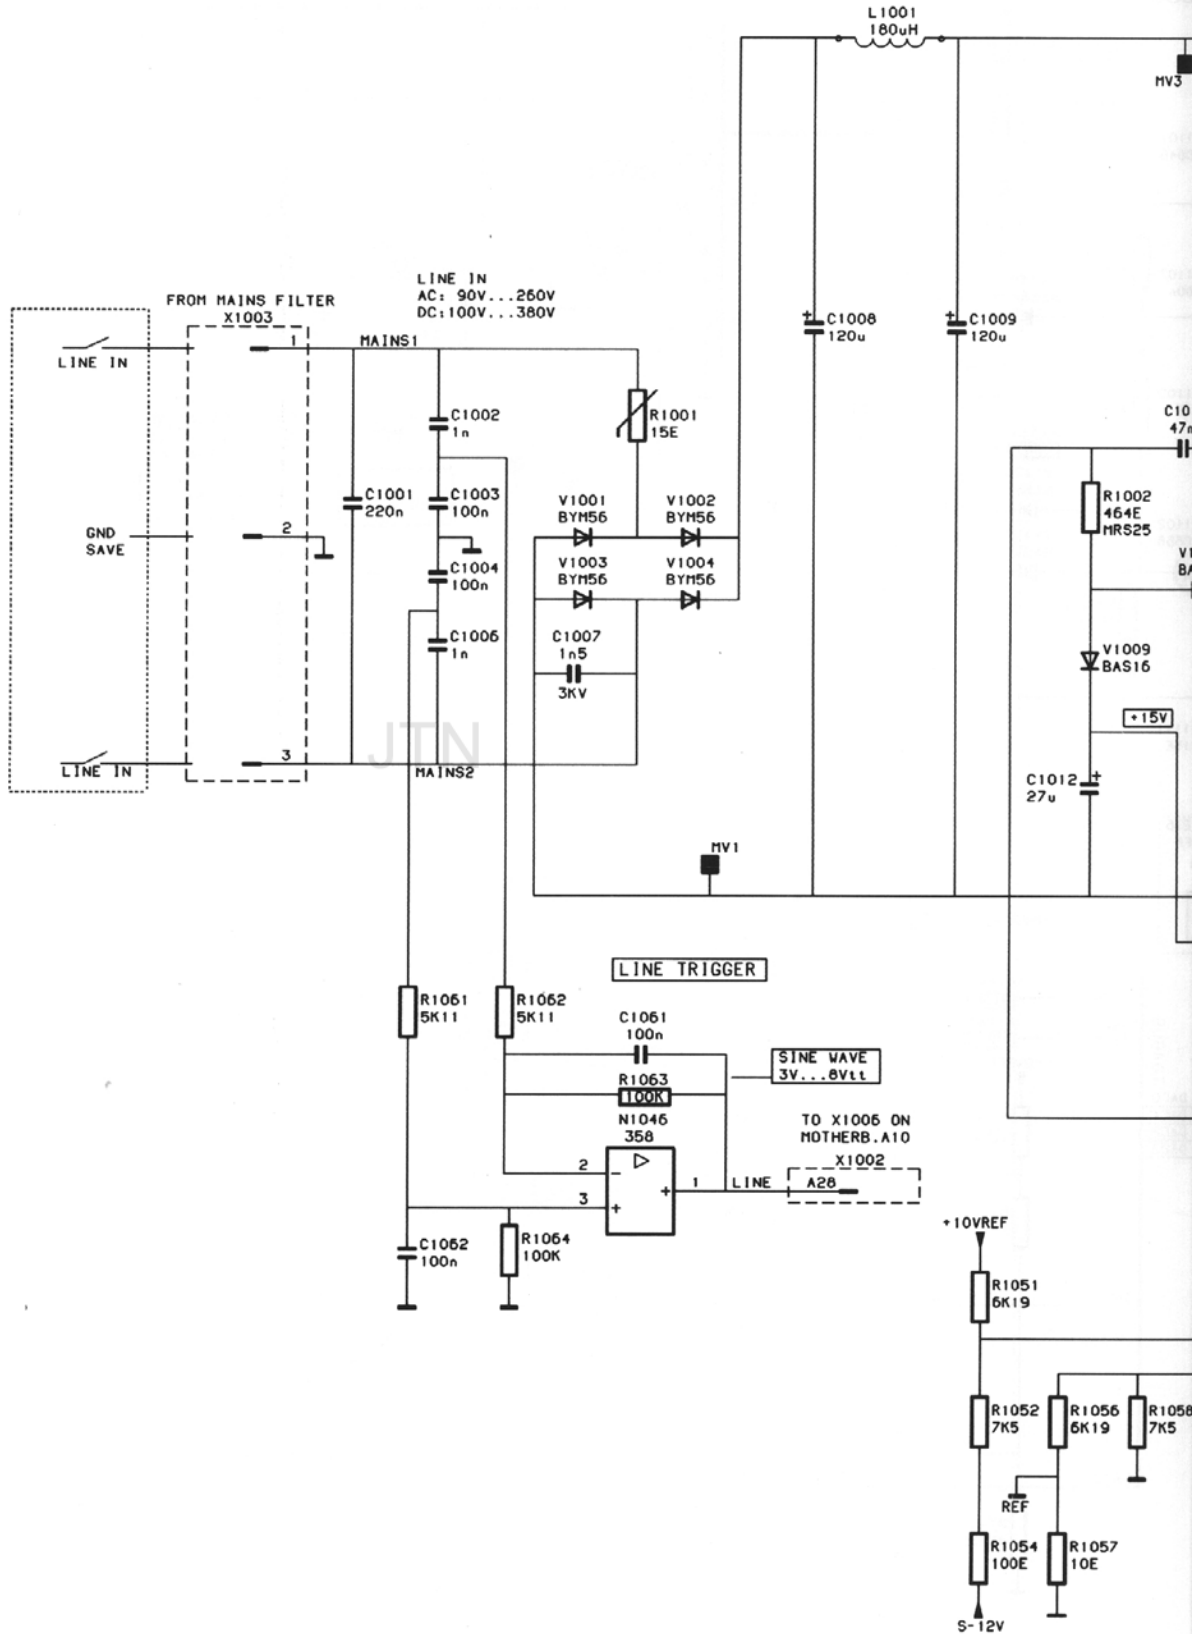 L1001
180uH
MV3
LINE IN
AC: 90V...260V
DC:100V...380V
FROM MAINS FILTER
X1003
1
MAINS1
LINE IN
C1008
120u
C1009
120u
C1002
1n
R1001
15E
C10
47n
C1001
220n
C1003
100n
V1001
BYM56
V1002
BYM56
R1002
464E
MRS25
GND
SAVE
2
C1004
100n
V1003
BYM56
V1004
BYM56
V1
BA
C1006
1n
C1007
1n5
3KV
V1009
BAS16
+15V
JTN
3
LINE IN
MAINS2
C1012
27u
MV1
LINE TRIGGER
R1061
5K11
R1062
5K11
C1061
100n
SINE WAVE
3V...8Vtt
R1063
100K
N1046
358
TO X1006 ON
MOTHERB.A10
X1002
2
-
3
+
+
1
LINE
A28
C1062
100n
R1064
100K
+10VREF
R1051
6K19
R1052
7K5
R1056
6K19
R1058
7K5
REF
R1054
100E
R1057
10E
S-12V